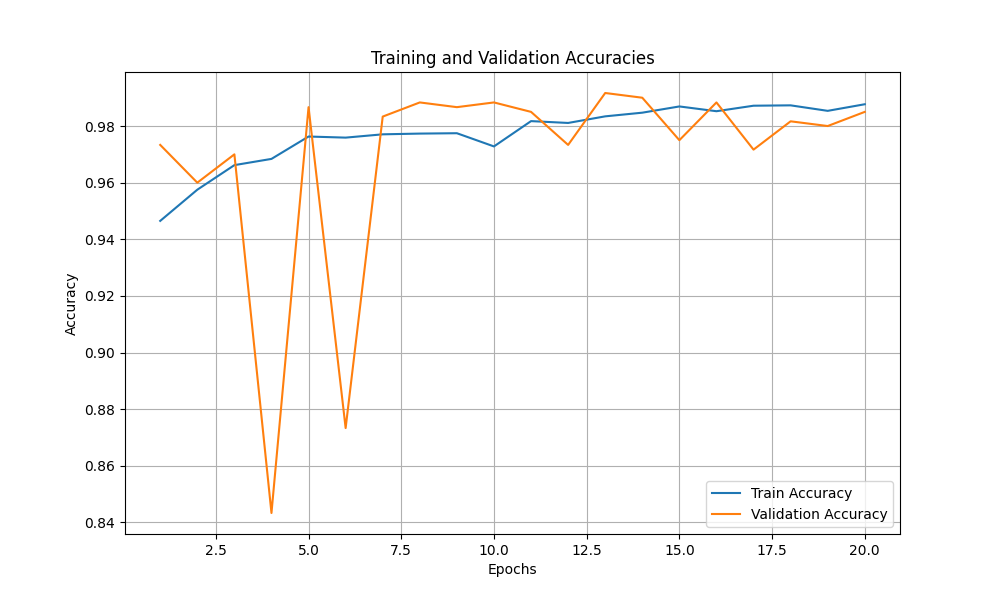 Training and Validation Accuracies
0.98
0.96
0.94
0.92
0.90
0.88
0.86
0.84
Accuracy
Train Accuracy
Validation Accuracy
2.5 5.0 7.5 10.0 12.5 15.0 17.5 20.0
Epochs